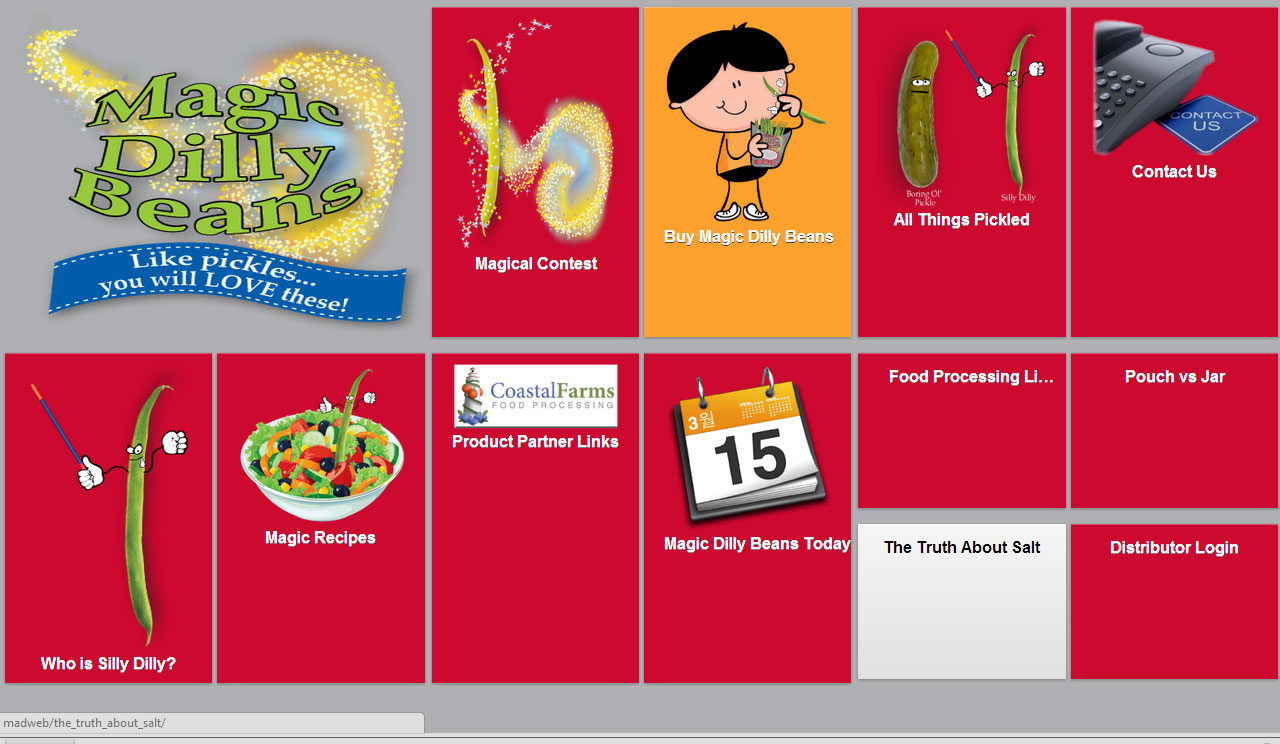 Magic
Dilly
Beans
Like pickles...
you will LOVE these!
Magical Contest
Buy Magic Dilly Beans
Boring Ol'
Pickle
Silly Dilly
All Things Pickled
CONTACT
US
Contact Us
Who is Silly Dilly?
Magic Recipes
CoastalFarms
FOOD PROCESSING
Product Partner Links
3월
15
Magic Dilly Beans Today
Food Processing Li...
Pouch vs Jar
The Truth About Salt
Distributor Login
madweb/the_truth_about_salt/